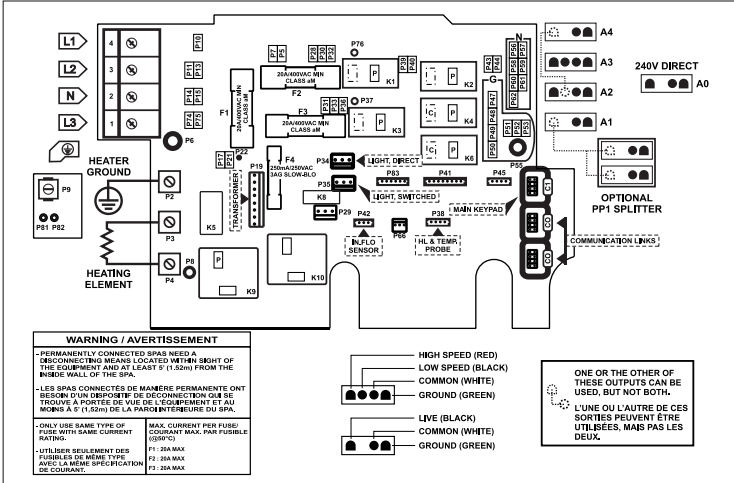 L1
L2
N
L3
4
3
2
1
P10
P11
P13
P14
P15
P74
P75
P6
P7
P5
20A/400VAC MIN
CLASS aM
F1
P28
P30
P32
20A/400VAC MIN
CLASS aM
F2
P76
K1
P
P39
P40
K2
P
P43
P44
N
P56
P58
P60
P62
P57
P59
P61
G
P47
P48
P49
P50
P51
P52
P53
P55
A4
A3
A2
A1
240V DIRECT
A0
OPTIONAL
PP1 SPLITTER
F3
20A/400VAC MIN
CLASS aM
P31
P33
P36
P37
K3
P
K4
C
K6
C
P17
P21
P22
P19
TRANSFORMER
F4
250mA/250VAC
3AG SLOW-BLO
P34
LIGHT, DIRECT
P35
LIGHT, SWITCHED
K8
P29
P83
P41
P45
MAIN KEYPAD
C1
CO
CO
COMMUNICATION LINKS
P42
IN.FLO
SENSOR
P66
P38
HL & TEMP.
PROBE
P9
P81
P82
HEATER
GROUND
P2
P3
P4
HEATING
ELEMENT
K5
P8
P
K9
K10
WARNING / AVERTISSEMENT
- PERMANENTLY CONNECTED SPAS NEED A
DISCONNECTING MEANS LOCATED WITHIN SIGHT OF
THE EQUIPMENT AND AT LEAST 5' (1.52m) FROM THE
INSIDE WALL OF THE SPA.
- LES SPAS CONNECTÉS DE MANIÈRE PERMANENTE ONT
BESOIN D'UN DISPOSITIF DE DÉCONNECTION QUI SE
TROUVE À PORTÉE DE VUE DE L'ÉQUIPEMENT ET AU
MOINS À 5' (1,52m) DE LA PAROI INTÉRIEURE DU SPA.
- ONLY USE SAME TYPE OF
FUSE WITH SAME CURRENT
RATING.
- UTILISER SEULEMENT DES
FUSIBLES DE MÊME TYPE
AVEC LA MÊME SPÉCIFICATION
DE COURANT.
MAX. CURRENT PER FUSE/
COURANT MAX. PAR FUSIBLE
(@50°C)
F1 : 20A MAX
F2 : 20A MAX
F3 : 20A MAX
HIGH SPEED (RED)
LOW SPEED (BLACK)
COMMON (WHITE)
GROUND (GREEN)
LIVE (BLACK)
COMMON (WHITE)
GROUND (GREEN)
ONE OR THE OTHER OF
THESE OUTPUTS CAN BE
USED, BUT NOT BOTH.
L'UNE OU L'AUTRE DE CES
SORTIES PEUVENT ÊTRE
UTILISÉES, MAIS PAS LES
DEUX.